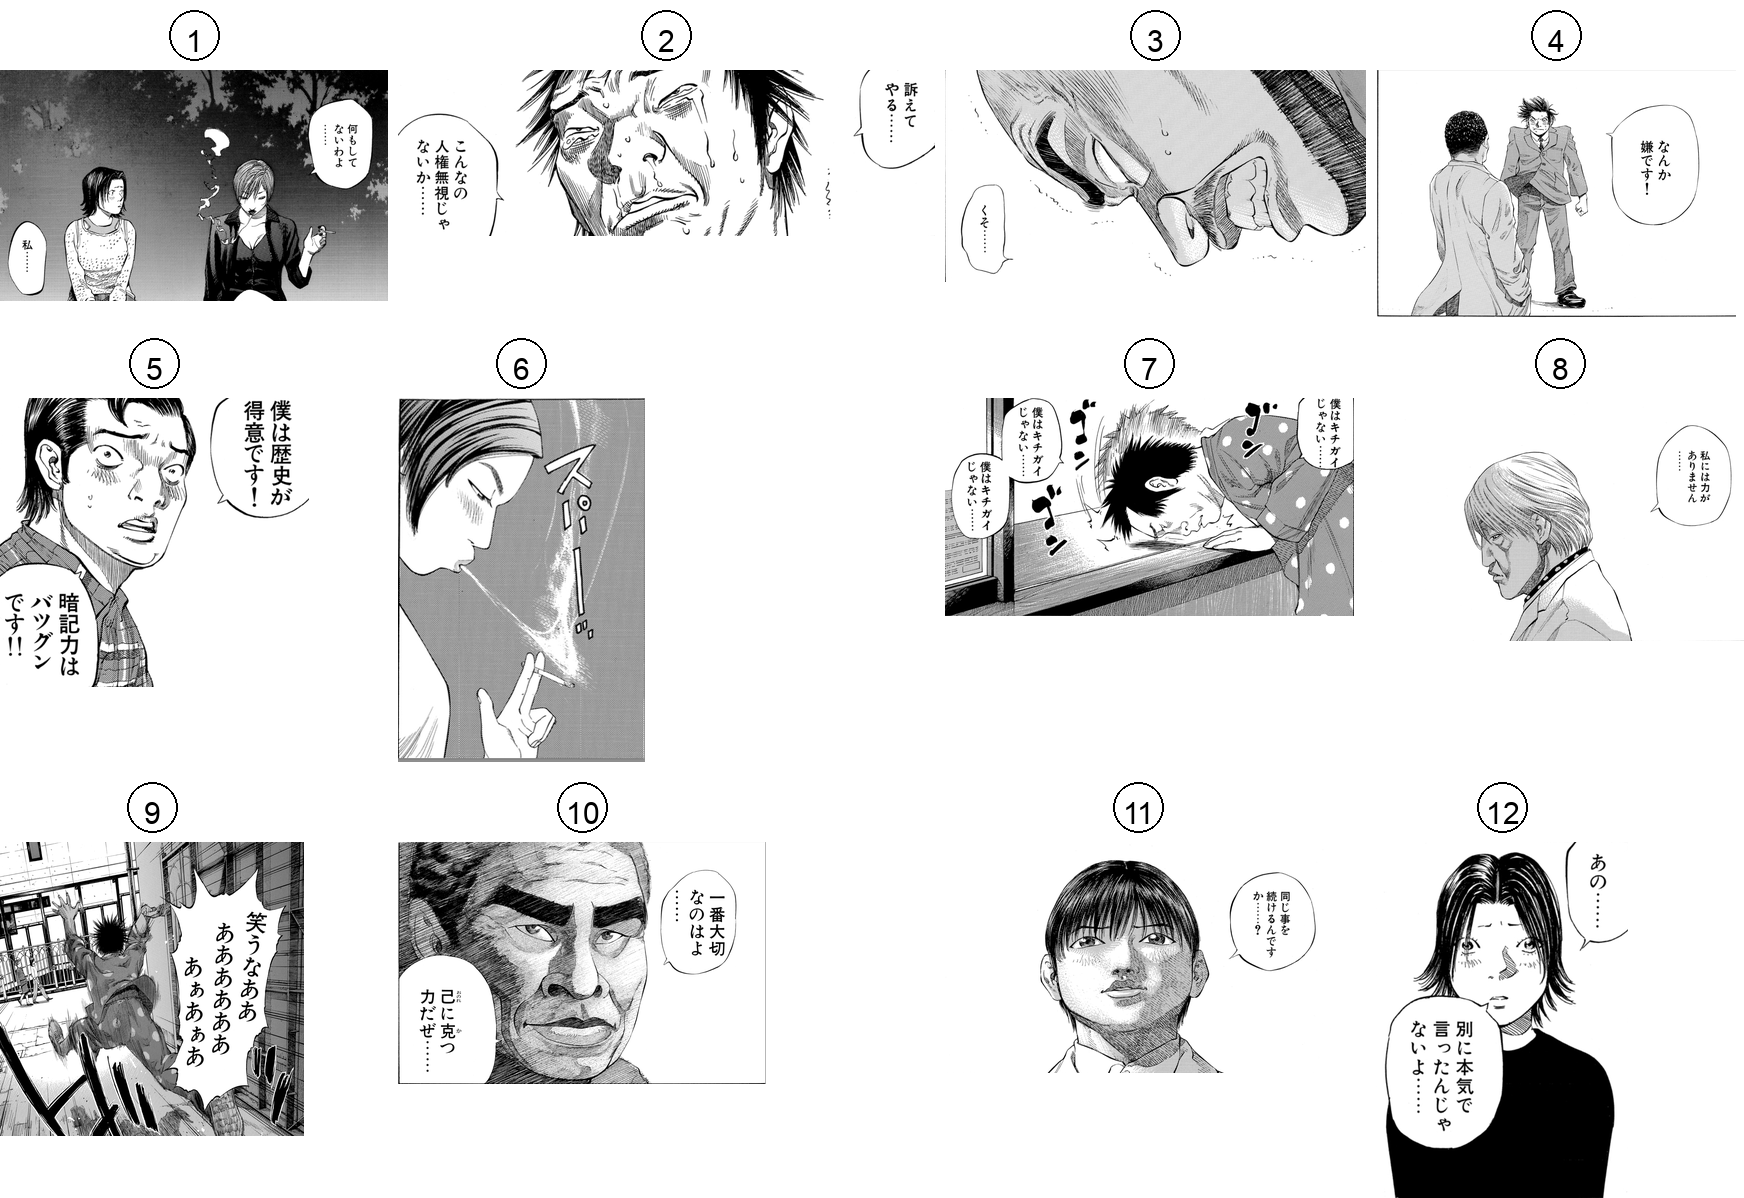 1
何もして
ないわよ
……
私……
2
訴えて
やる……
こんなの
人権無視じゃ
ないか……
3
くそ……
4
なんか
嫌です！
5
僕は歴史が
得意です！
暗記力は
バツグン
です!!
6
スパーー
7
僕はキチガイ
じゃない……
僕はキチガイ
じゃない……
僕はキチガイ
じゃない……
ゴン
ゴン
ゴン
8
私には力が
ありません
……
9
笑うなああ
あああああ
あぁあぁあ
10
一番大切
なのはよ
……
己に克つ
おのれ
か
力だぜ……
11
同じ事を
続けるんです
か……？
12
あの……
別に本気で
言ったんじゃ
ないよ……